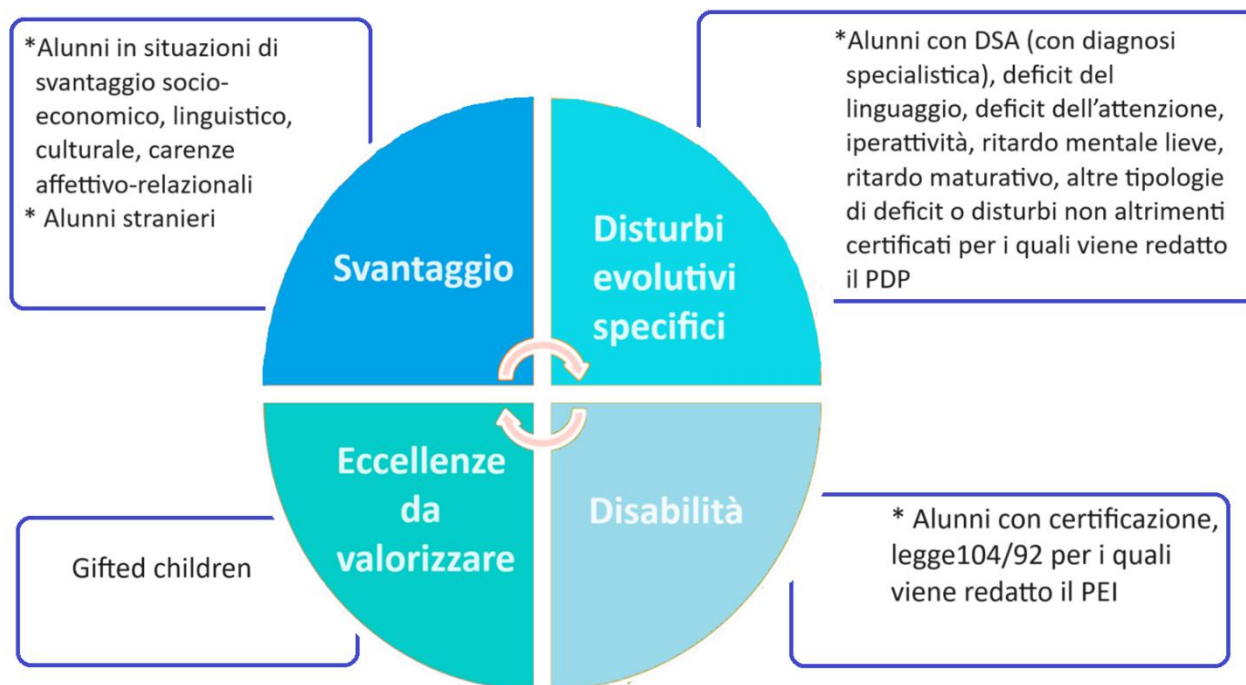 *Alunni in situazioni di
svantaggio socio-
economico, linguistico,
culturale, carenze
affettivo-relazionali
* Alunni stranieri
*Alunni con DSA (con diagnosi
specialistica), deficit del
linguaggio, deficit dell’attenzione,
iperattività, ritardo mentale lieve,
ritardo maturativo, altre tipologie
di deficit o disturbi non altrimenti
certificati per i quali viene redatto
il PDP
Svantaggio
Disturbi
evolutivi
specifici
Eccellenze
da
valorizzare
Disabilità
Gifted children
* Alunni con certificazione,
legge104/92 per i quali
viene redatto il PEI